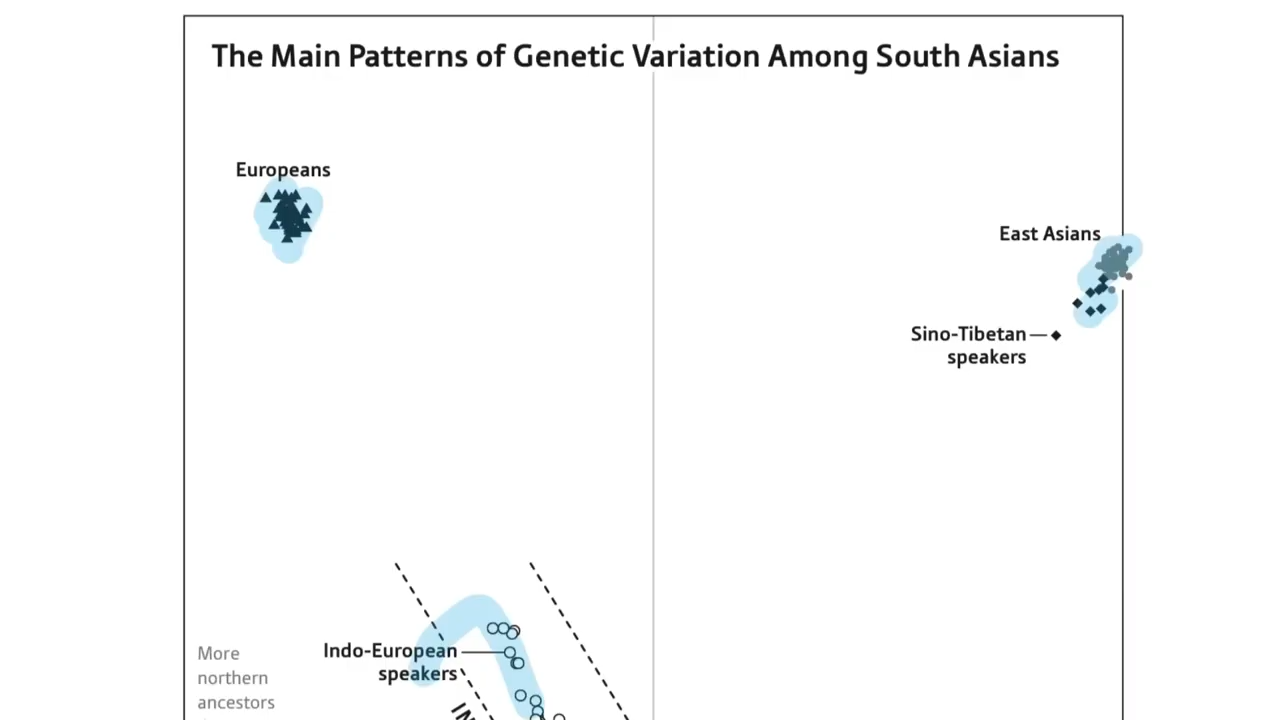 The Main Patterns of Genetic Variation Among South Asians
Europeans
East Asians
Sino-Tibetan
speakers
Indo-European
speakers
More
northern
ancestors